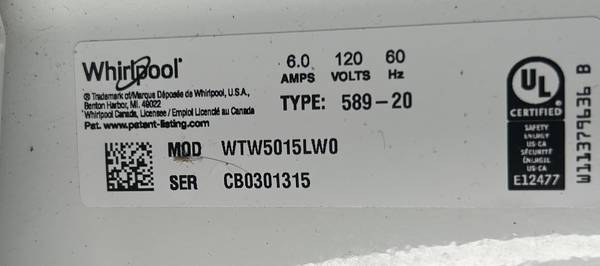 Whirlpool®
6.0 120 60
AMPS VOLTS Hz
® Trademark of/Marque Déposée de Whirlpool, U.S.A.,
Benton Harbor, MI. 49022
Whirlpool Canada, Licensee / Emploi Licencié au Canada
Pat. www.patent-listing.com
TYPE: 589-20
MOD WTW5015LW0
SER CB0301315
UL
CERTIFIED
SAFETY
ENERGY
US-CA
SÉCURITÉ
ÉNERGIE
US-CA
E12477
W11379636 B